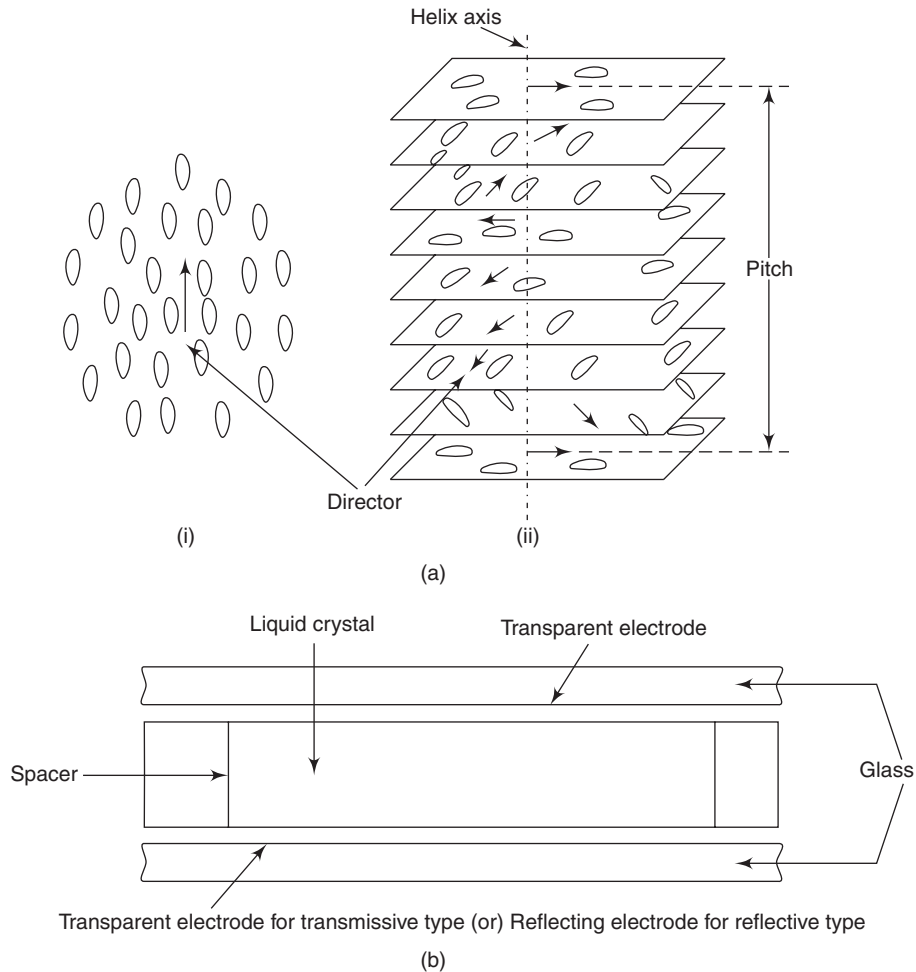 Helix axis
Pitch
Director
(i)
(ii)
(a)
Liquid crystal
Transparent electrode
Spacer
Glass
Transparent electrode for transmissive type (or) Reflecting electrode for reflective type
(b)